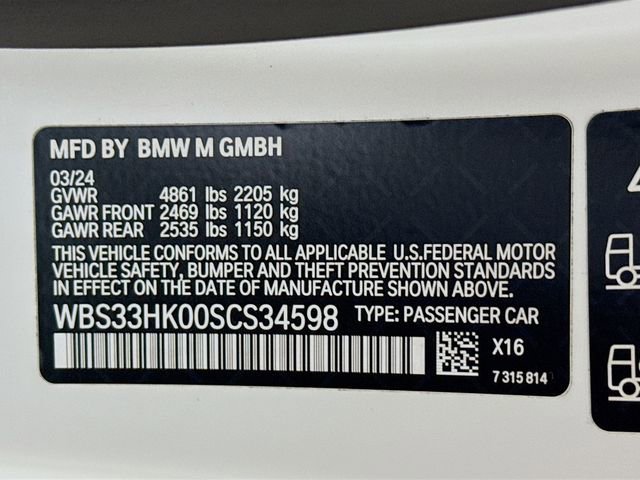 MFD BY BMW M GMBH
03/24
GVWR 4861 lbs 2205 kg
GAWR FRONT 2469 lbs 1120 kg
GAWR REAR 2535 lbs 1150 kg
THIS VEHICLE CONFORMS TO ALL APPLICABLE U.S.FEDERAL MOTOR
VEHICLE SAFETY, BUMPER AND THEFT PREVENTION STANDARDS
IN EFFECT ON THE DATE OF MANUFACTURE SHOWN ABOVE.
WBS33HK00SCS34598 TYPE: PASSENGER CAR
X16
7 315 814